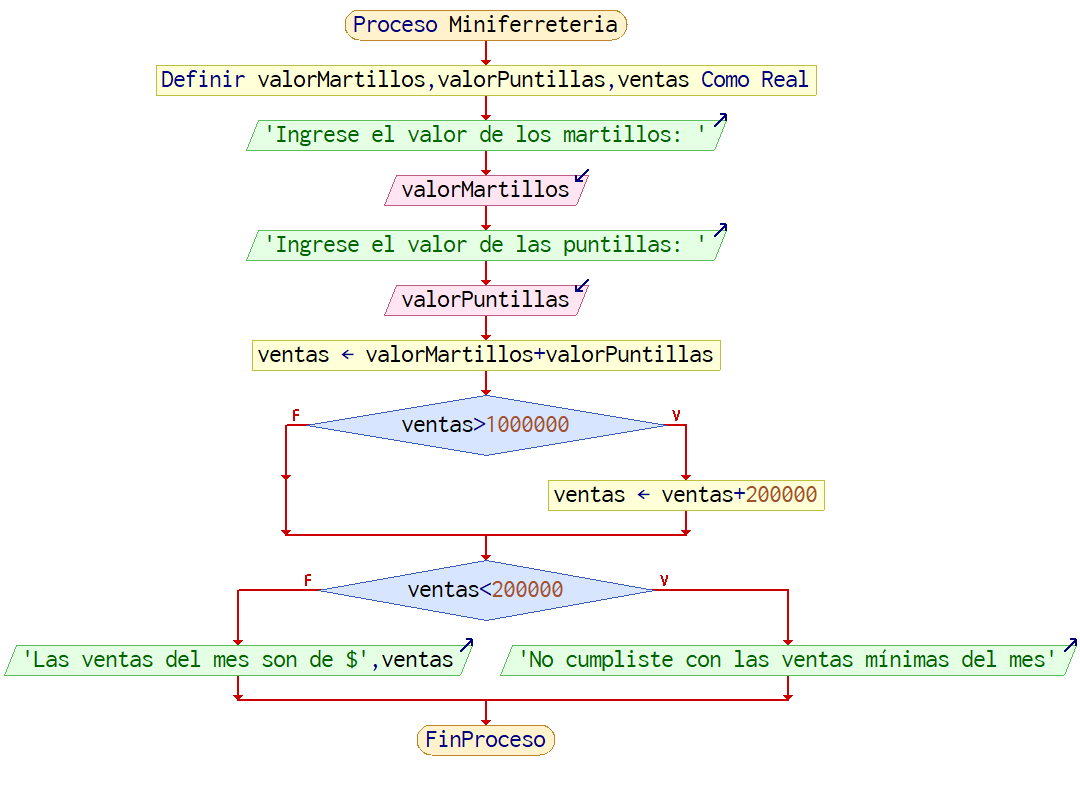 Proceso Miniferreteria
Definir valorMartillos,valorPuntillas,ventas Como Real
'Ingrese el valor de los martillos: '
valorMartillos
'Ingrese el valor de las puntillas: '
valorPuntillas
ventas ← valorMartillos+valorPuntillas
F
V
ventas>1000000
ventas ← ventas+200000
F
V
ventas<200000
'Las ventas del mes son de $',ventas
'No cumpliste con las ventas mínimas del mes'
FinProceso